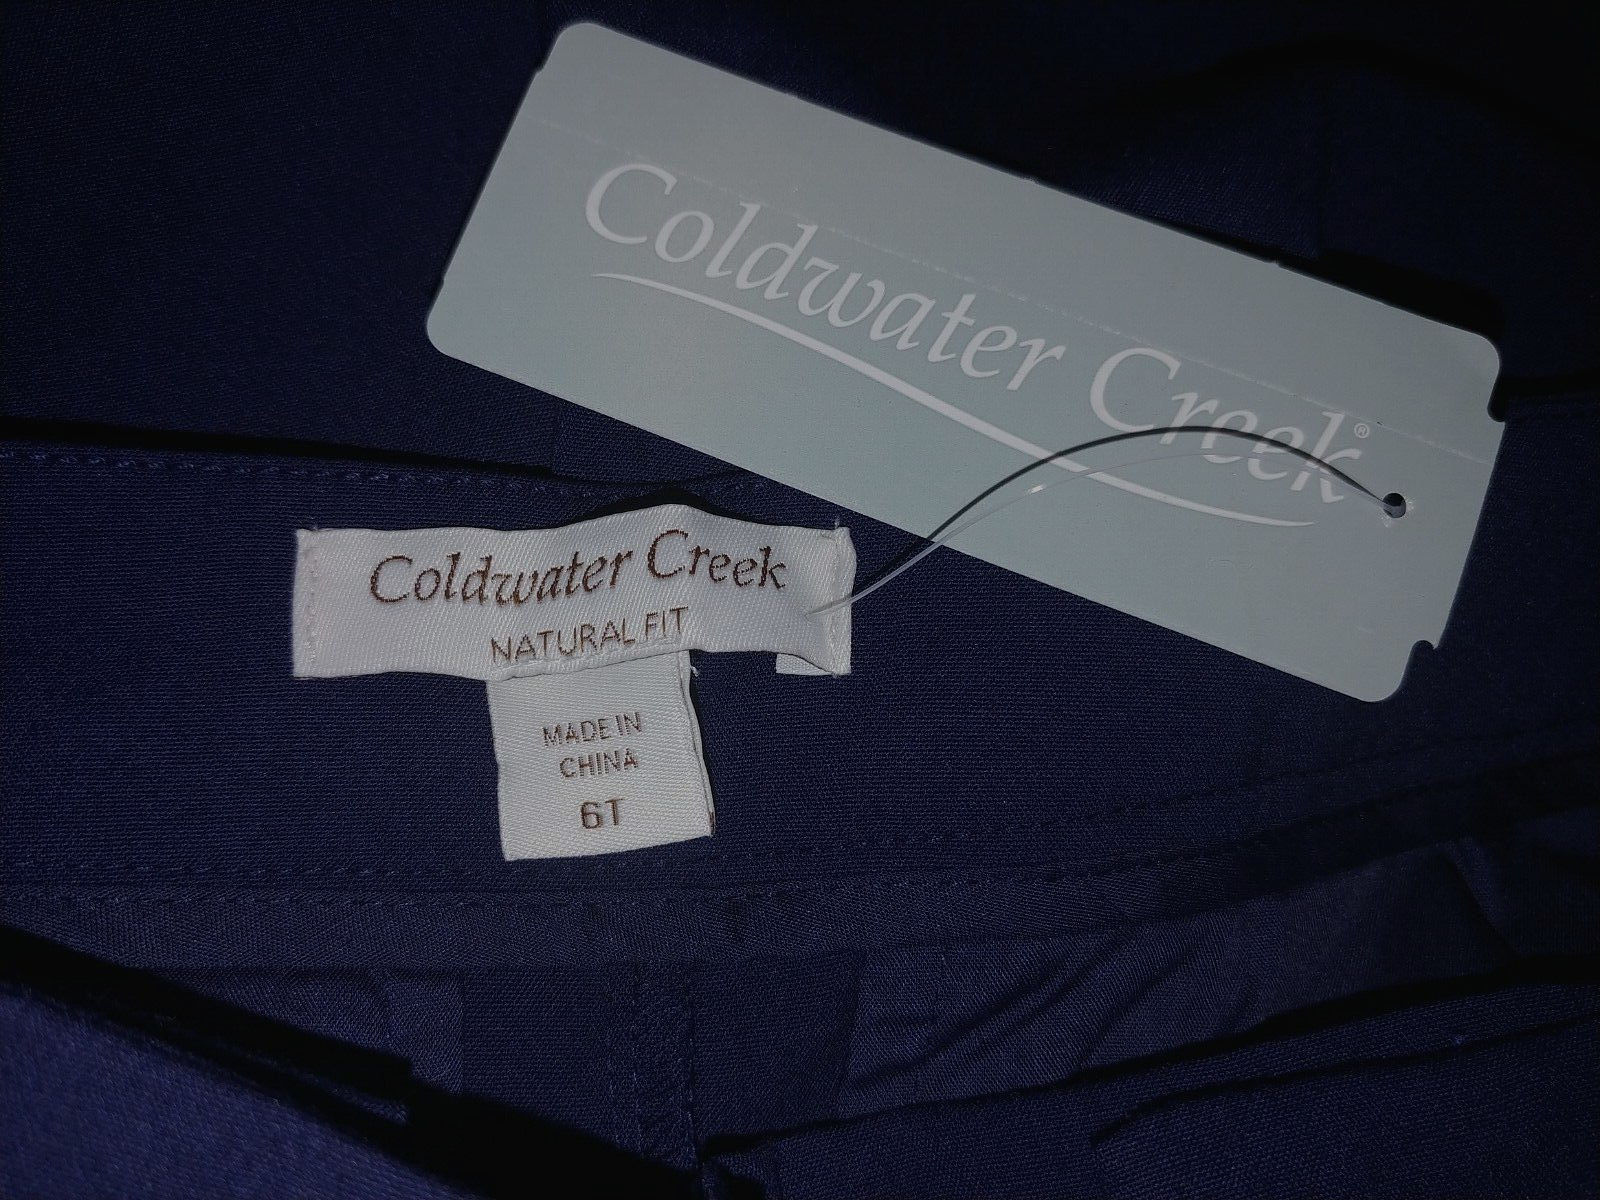 Coldwater Creek®
Coldwater Creek
NATURAL FIT
MADE IN
CHINA
6T